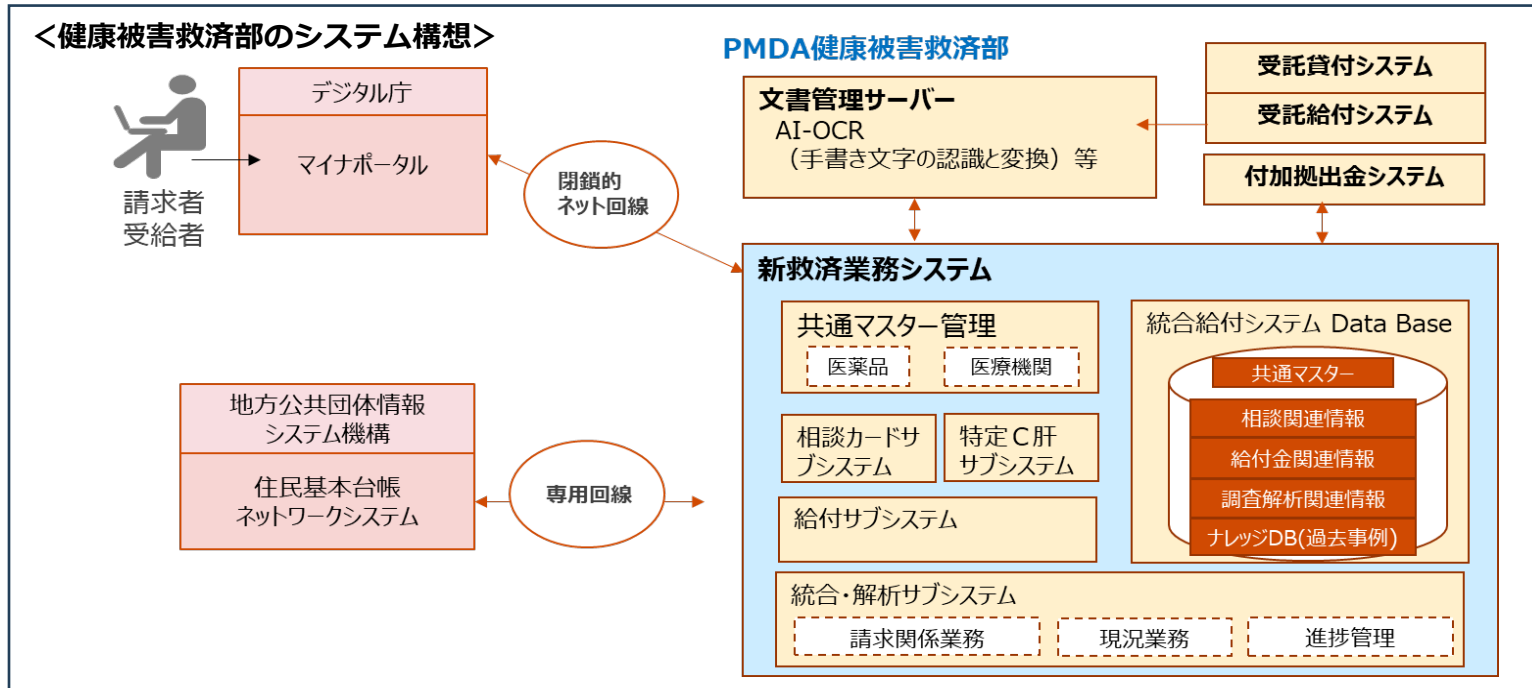 ＜健康被害救済部のシステム構想＞
請求者
受給者
デジタル庁
マイナポータル
閉鎖的
ネット回線
地方公共団体情報
システム機構
住民基本台帳
ネットワークシステム
専用回線
PMDA健康被害救済部
文書管理サーバー
AI-OCR
（手書き文字の認識と変換）等
受託貸付システム
受託給付システム
付加拠出金システム
新救済業務システム
共通マスター管理
医薬品
医療機関
相談カードサ
ブシステム
特定Ｃ肝
サブシステム
給付サブシステム
統合給付システム Data Base
共通マスター
相談関連情報
給付金関連情報
調査解析関連情報
ナレッジDB(過去事例)
統合・解析サブシステム
請求関係業務
現況業務
進捗管理